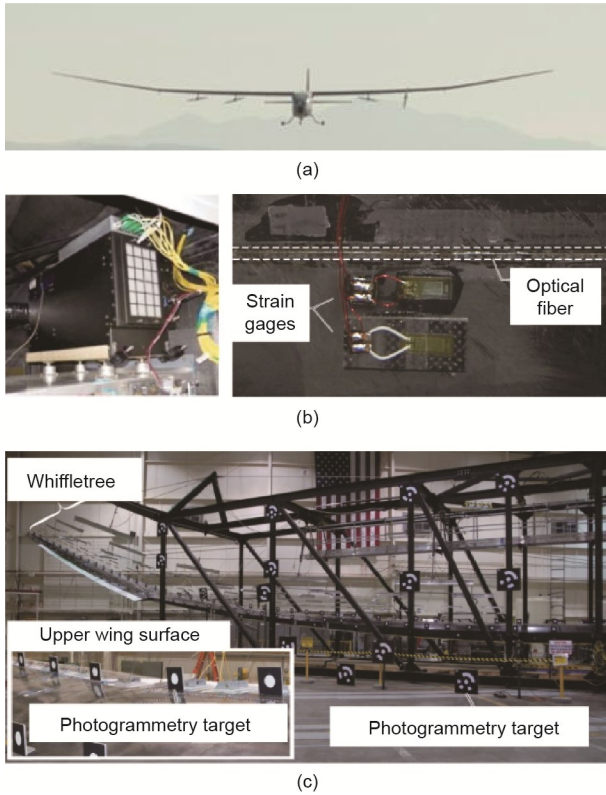 (a)
Strain
gages
Optical
fiber
(b)
Whiffletree
Upper wing surface
Photogrammetry target
Photogrammetry target
(c)